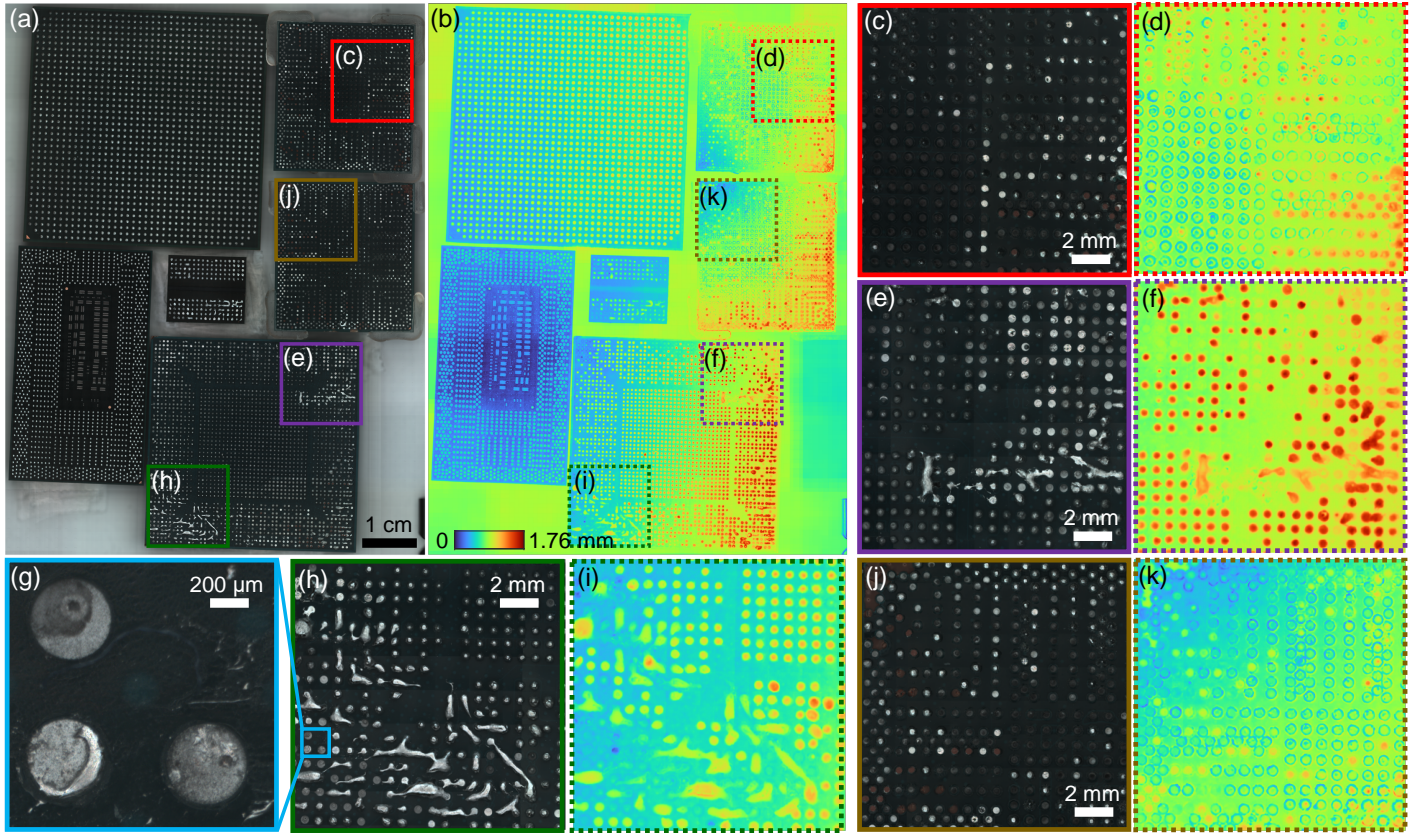 (a)
(c)
(j)
(e)
(h)
1 cm
(b)
(d)
(k)
(f)
(i)
0
1.76 mm
(c)
2 mm
(d)
(e)
2 mm
(f)
(g)
200 µm
(h)
2 mm
(i)
(j)
2 mm
(k)